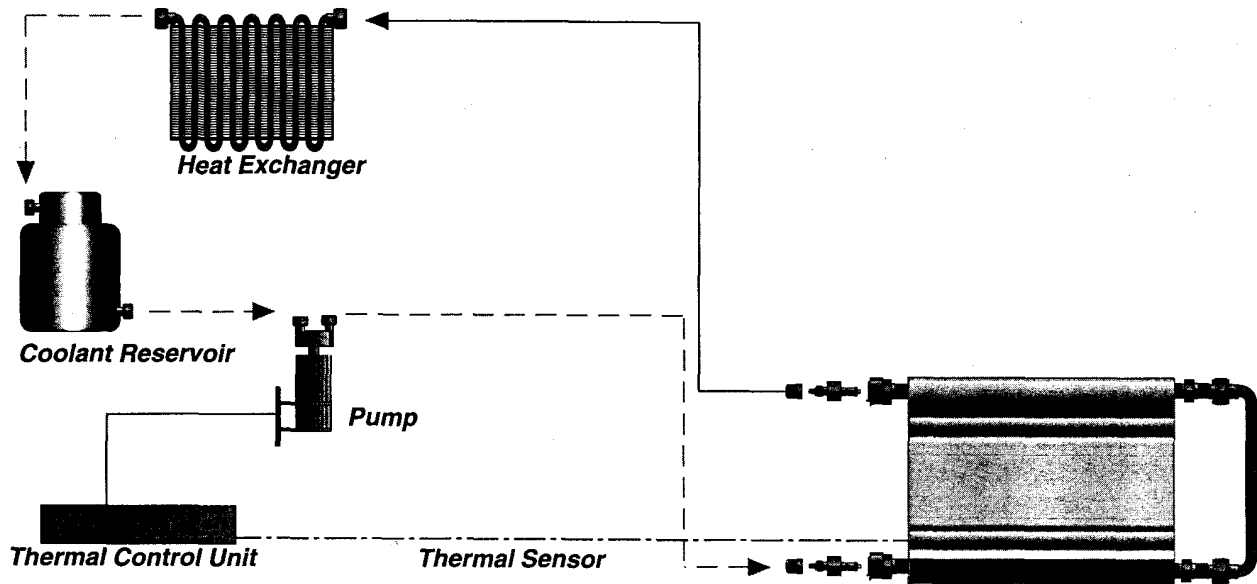 Heat Exchanger
Coolant Reservoir
Pump
Thermal Control Unit
Thermal Sensor